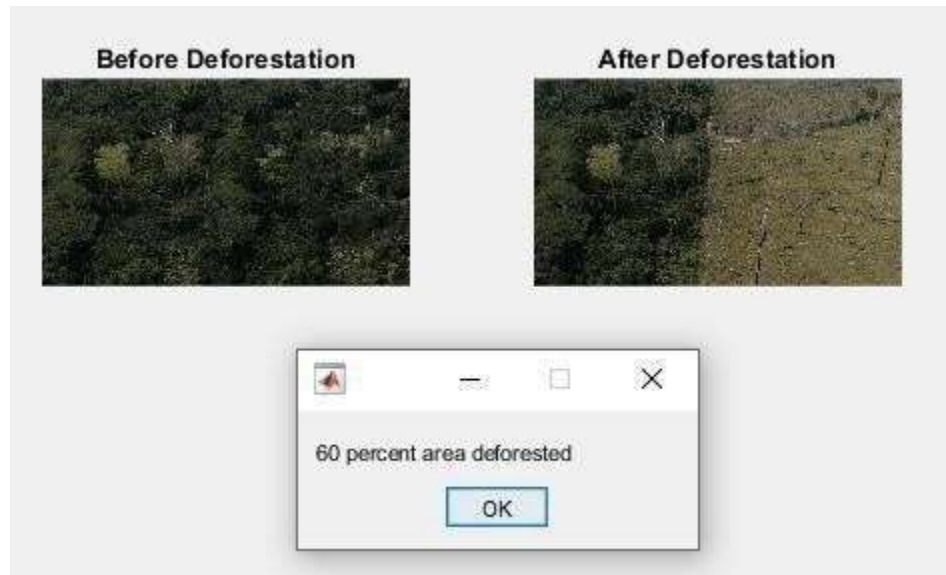 Before Deforestation
After Deforestation
60 percent area deforested
OK